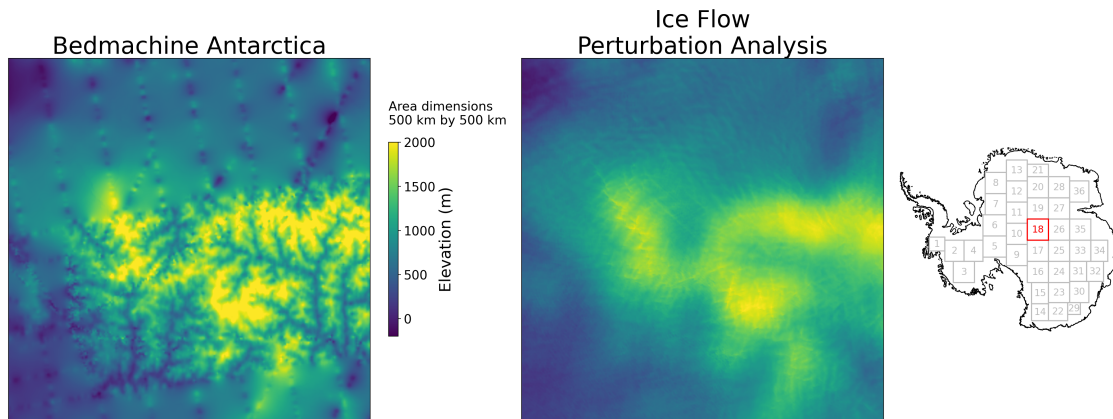 Bedmachine Antarctica
Ice Flow
Perturbation Analysis
Area dimensions
500 km by 500 km
2000
1500
1000
500
0
Elevation (m)
13 21
8 12 20 28 36
7 11 19 27
6 10 18 26 35
1 2 4 5 9 17 25 33 34
3 16 24 31 32
15 23 30
14 22 29